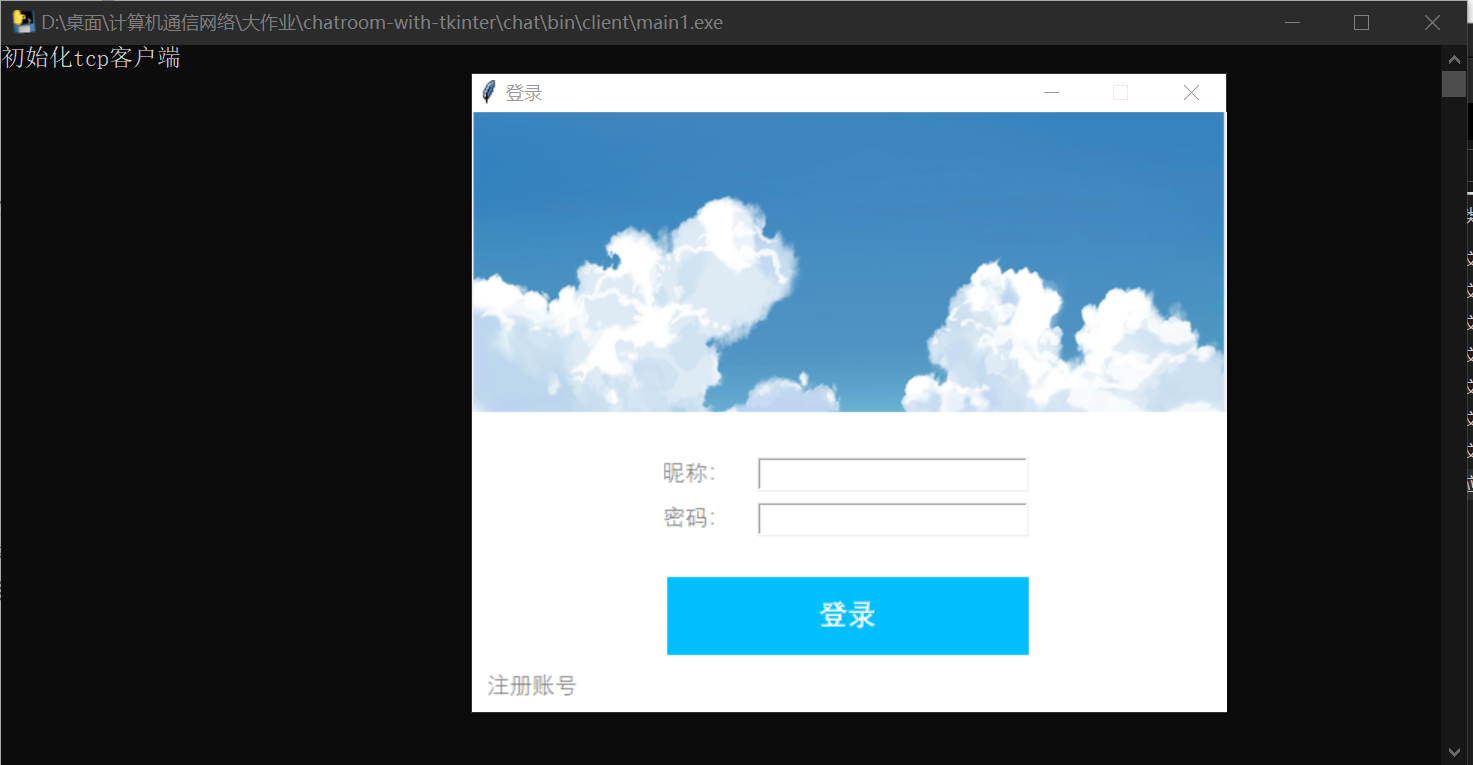 D:\桌面\计算机通信网络\大作业\chatroom-with-tkinter\chat\bin\client\main1.exe
初始化tcp客户端
登录
昵称：
密码：
登录
注册账号